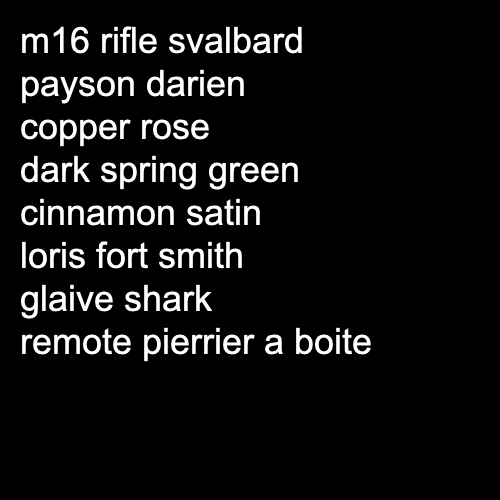 m16 rifle svalbard
payson darien
copper rose
dark spring green
cinnamon satin
loris fort smith
glaive shark
remote pierrier a boite